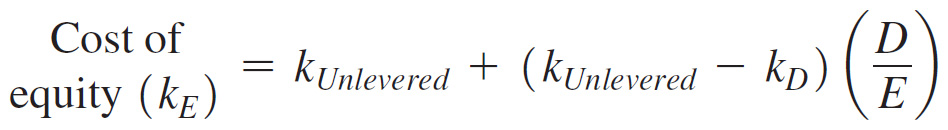 Cost of equity (k_E) = k_Unlevered + (k_Unlevered − k_D) (D/E)